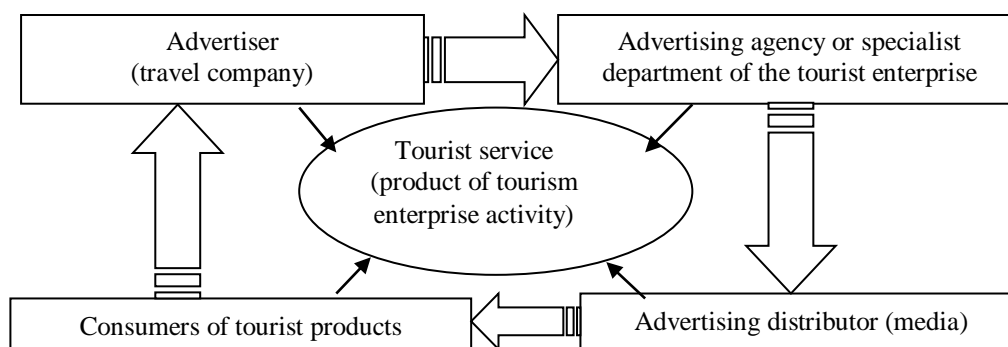 Advertiser
(travel company)
Advertising agency or specialist
department of the tourist enterprise
Tourist service
(product of tourism
enterprise activity)
Consumers of tourist products
Advertising distributor (media)